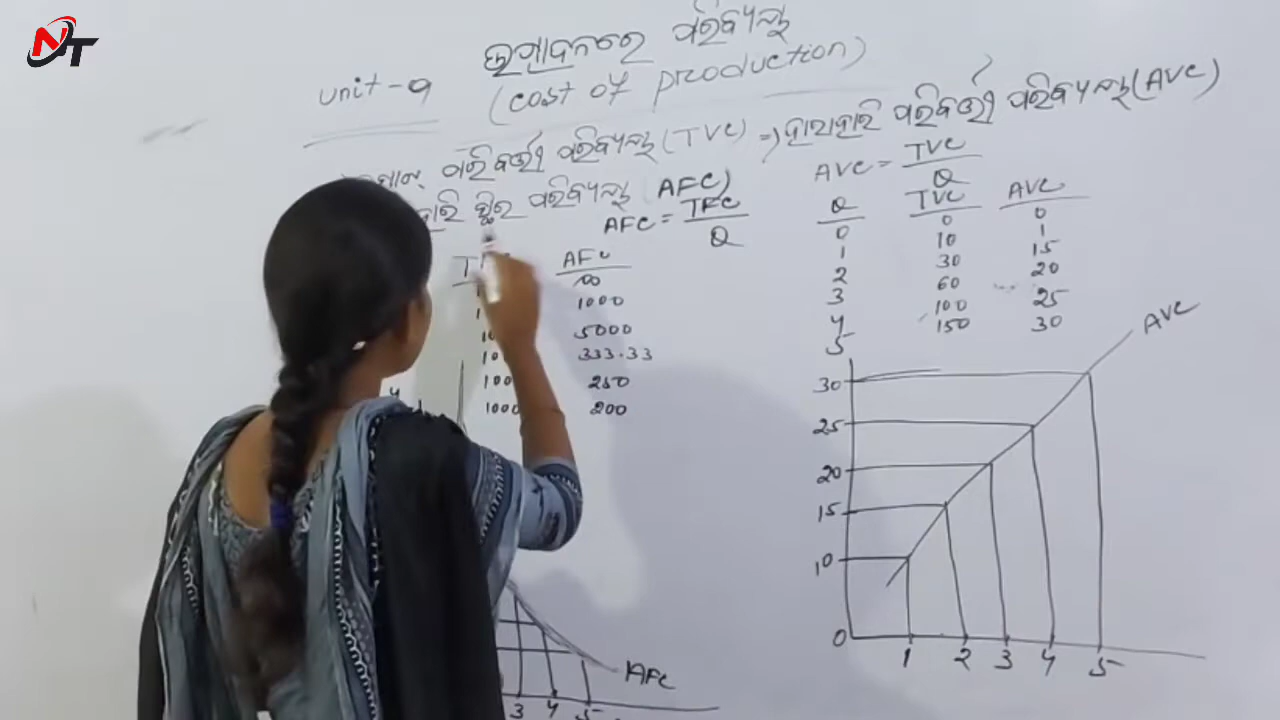 NT
ଉତ୍ପାଦନରେ ପରିବ୍ୟୟ
unit-9 (cost of production)
ପରିବର୍ତ୍ତୀ ପରିବ୍ୟୟ (TVC) => ହାରାହାରି ପରିବର୍ତ୍ତୀ ପରିବ୍ୟୟ (AVC)
ହାରି ସ୍ଥିର ପରିବ୍ୟୟ (AFC)
AFC = TFC / Q
AFC
∞
1000
5000
333.33
1000 250
1000 200
AVC = TVC / Q
Q TVC AVC
0 0 0
1 10 1
2 30 15
3 60 20
4 100 25
5 150 30
AVC
30
25
20
15
10
0
1 2 3 4 5
AFC
3 4 5